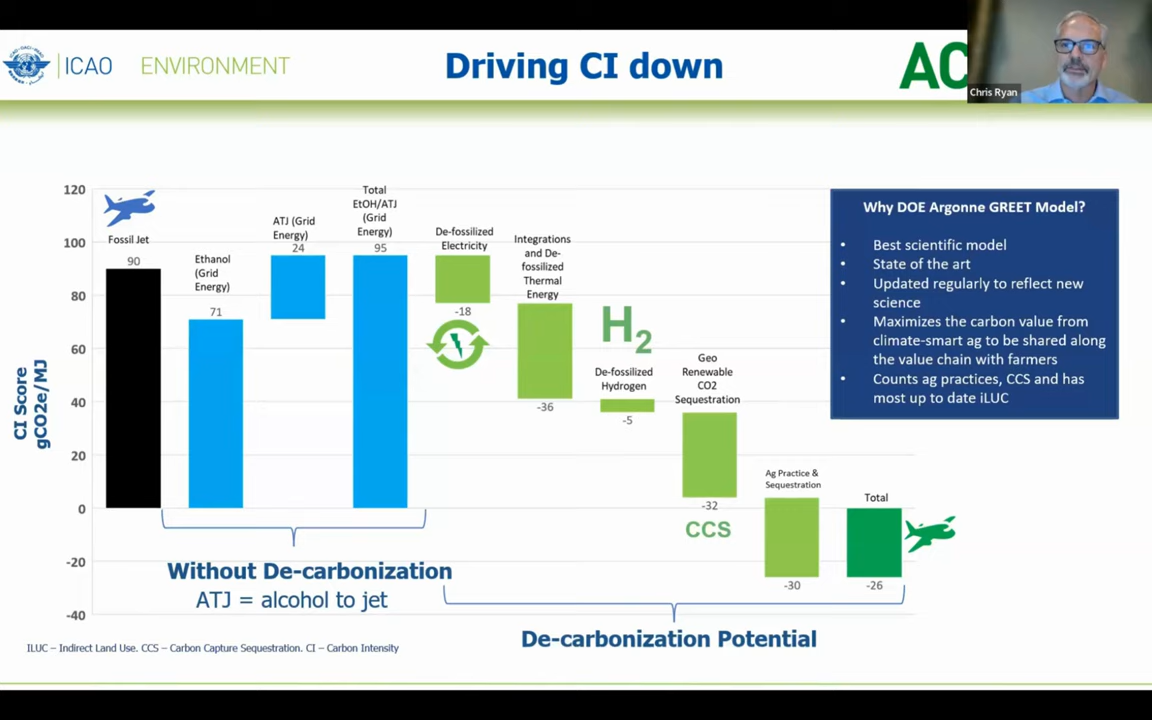 ICAO
ENVIRONMENT
Driving CI down
AC
Chris Ryan
CI Score
gCO2e/MJ
120
100
80
60
40
20
0
-20
-40
Fossil Jet
90
Ethanol
(Grid
Energy)
71
ATJ (Grid
Energy)
24
Total
EtOH/ATJ
(Grid
Energy)
95
De-fossilized
Electricity
-18
Integrations
and De-
fossilized
Thermal
Energy
-36
H2
De-fossilized
Hydrogen
-5
Geo
Renewable
CO2
Sequestration
-32
CCS
Ag Practice &
Sequestration
-30
Total
-26
Without De-carbonization
ATJ = alcohol to jet
De-carbonization Potential
Why DOE Argonne GREET Model?
• Best scientific model
• State of the art
• Updated regularly to reflect new
science
• Maximizes the carbon value from
climate-smart ag to be shared along
the value chain with farmers
• Counts ag practices, CCS and has
most up to date iLUC
ILUC – Indirect Land Use. CCS – Carbon Capture Sequestration. CI – Carbon Intensity